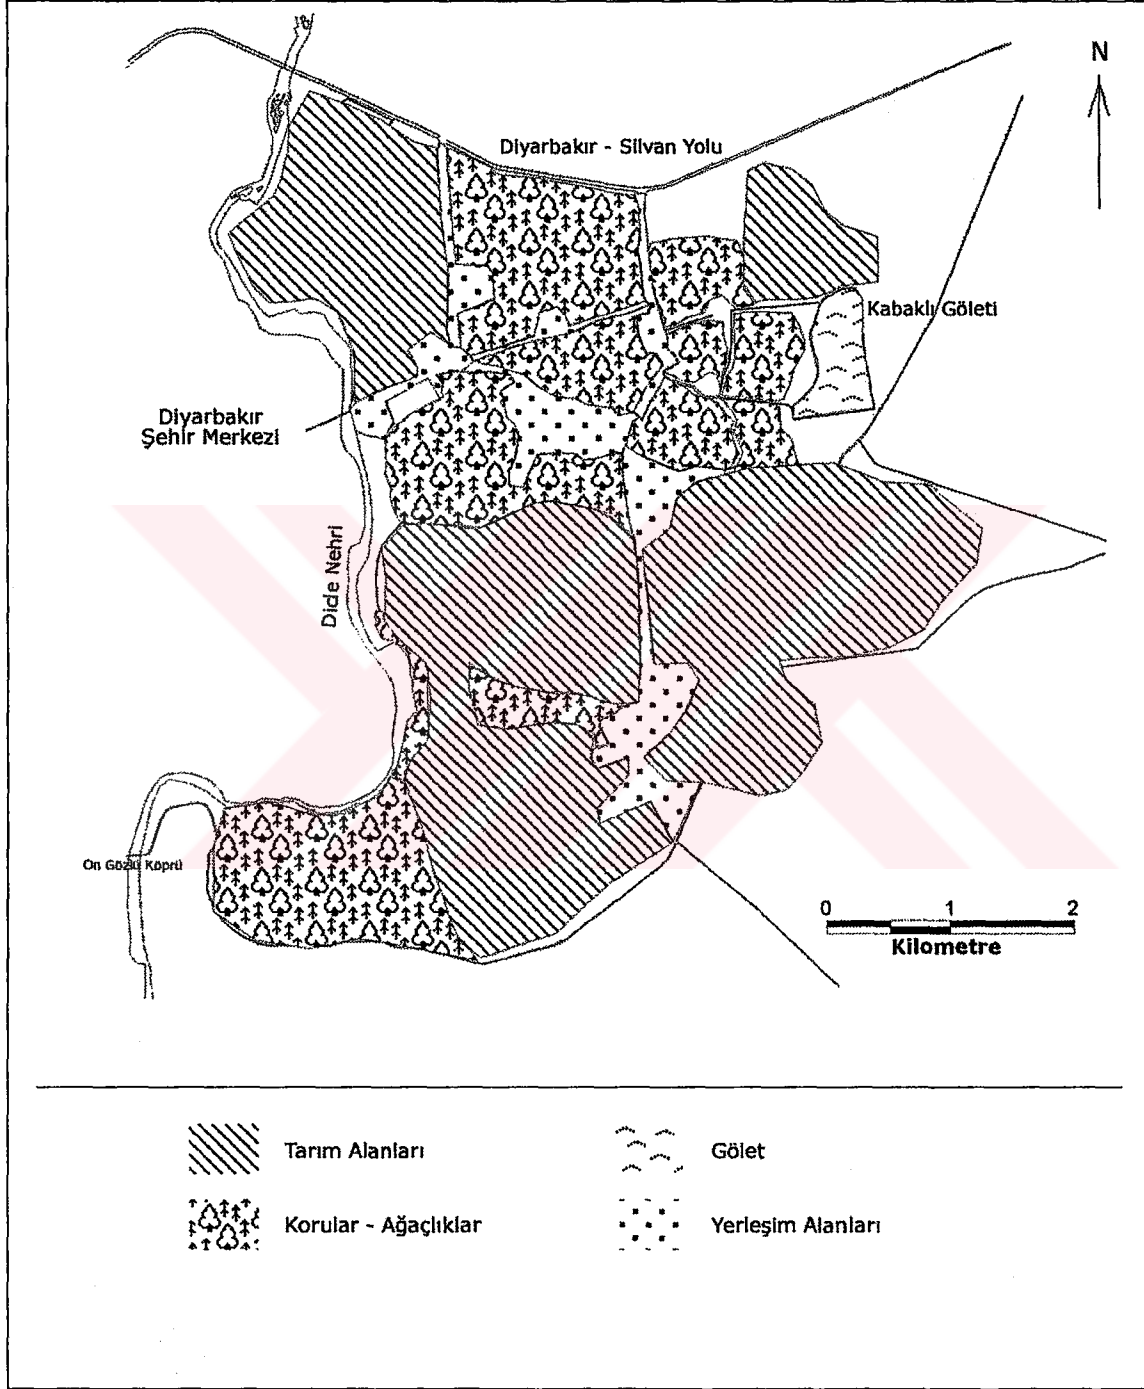 N
Diyarbakır - Silvan Yolu
Kabaklı Göleti
Diyarbakır
Şehir Merkezi
Dicle Nehri
On Gözlü Köprü
0 1 2
Kilometre
Tarım Alanları
Gölet
Korular - Ağaçlıklar
Yerleşim Alanları